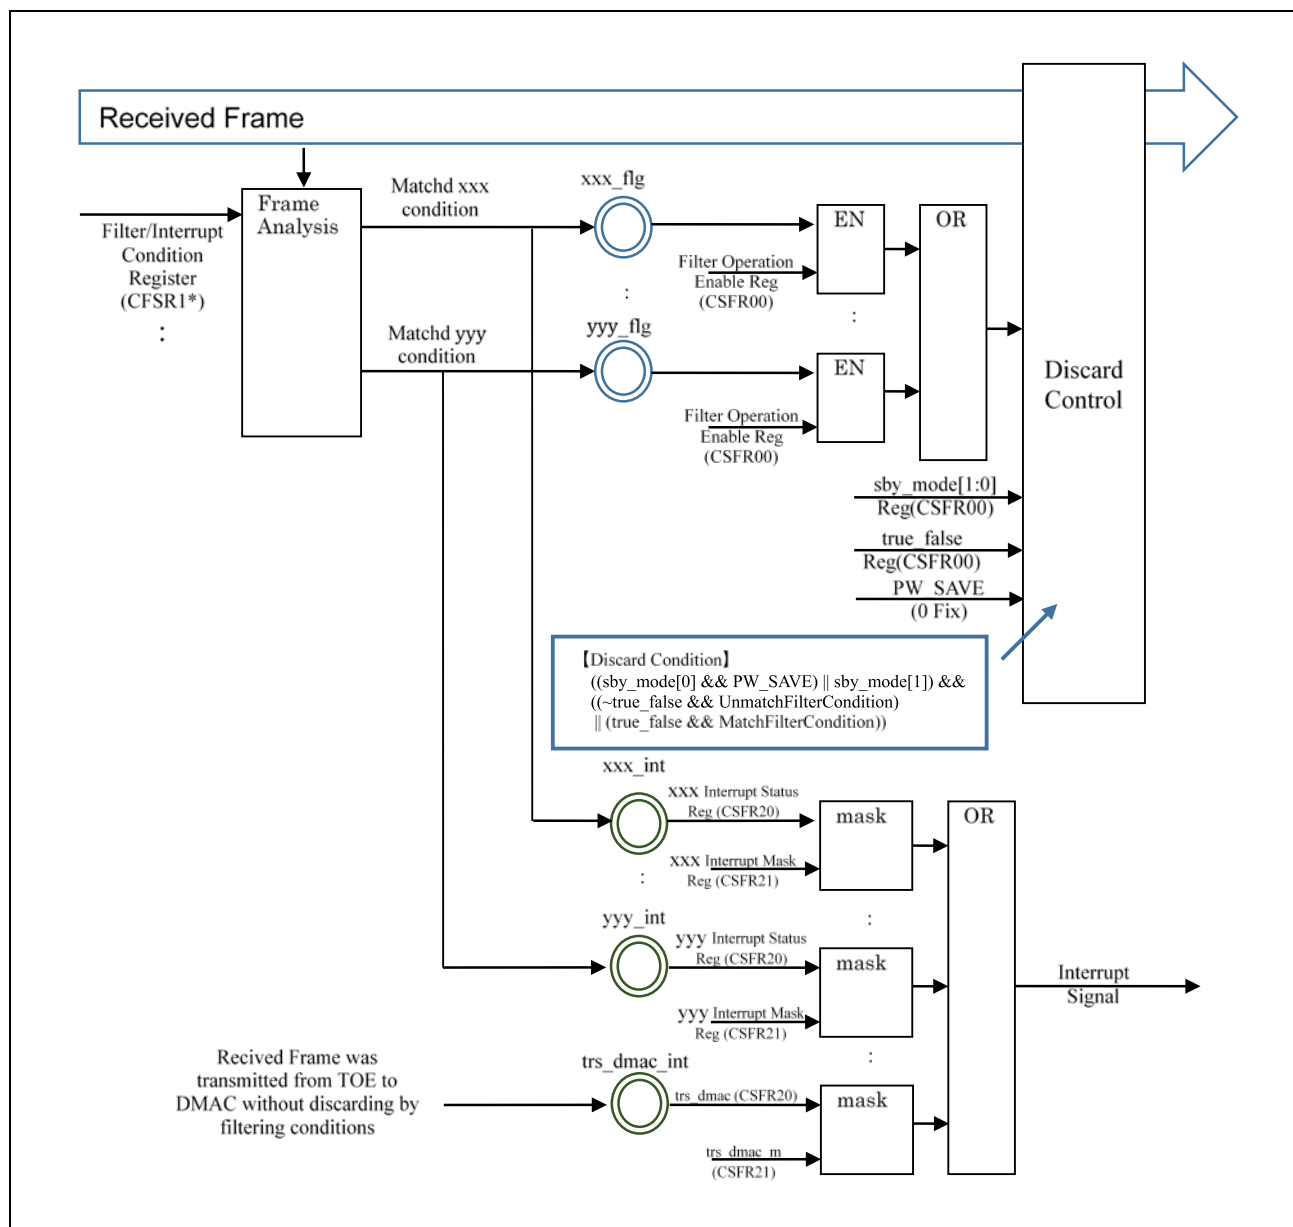 Received Frame
Frame
Analysis
Filter/Interrupt
Condition
Register
(CFSR1*)
:
Matchd xxx
condition
xxx_flg
:
Matchd yyy
condition
yyy_flg
EN
Filter Operation
Enable Reg
(CSFR00)
:
EN
Filter Operation
Enable Reg
(CSFR00)
OR
Discard
Control
sby_mode[1:0]
Reg(CSFR00)
true_false
Reg(CSFR00)
PW_SAVE
(0 Fix)
【Discard Condition】
((sby_mode[0] && PW_SAVE) || sby_mode[1]) &&
((~true_false && UnmatchFilterCondition)
|| (true_false && MatchFilterCondition))
xxx_int
xxx Interrupt Status
Reg (CSFR20)
mask
OR
xxx Interrupt Mask
Reg (CSFR21)
:
:
yyy_int
yyy Interrupt Status
Reg (CSFR20)
mask
yyy Interrupt Mask
Reg (CSFR21)
:
Interrupt
Signal
Recived Frame was
transmitted from TOE to
DMAC without discarding by
filtering conditions
trs_dmac_int
trs_dmac (CSFR20)
mask
trs_dmac_m
(CSFR21)